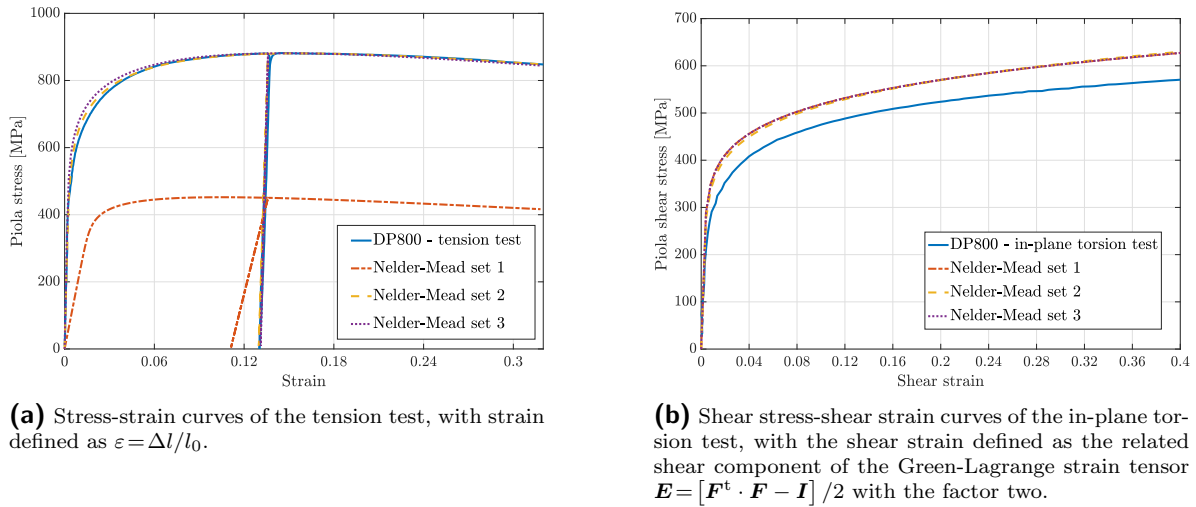 1000
800
600
400
200
0
Piola stress [MPa]
0
0.06
0.12
0.18
0.24
0.3
Strain
DP800 - tension test
Nelder-Mead set 1
Nelder-Mead set 2
Nelder-Mead set 3
(a) Stress-strain curves of the tension test, with strain
defined as ε=Δl/l₀.
700
600
500
400
300
200
100
0
Piola shear stress [MPa]
0
0.04
0.08
0.12
0.16
0.2
0.24
0.28
0.32
0.36
0.4
Shear strain
DP800 - in-plane torsion test
Nelder-Mead set 1
Nelder-Mead set 2
Nelder-Mead set 3
(b) Shear stress-shear strain curves of the in-plane tor-
sion test, with the shear strain defined as the related
shear component of the Green-Lagrange strain tensor
E=[Fᵗ · F − I] /2 with the factor two.